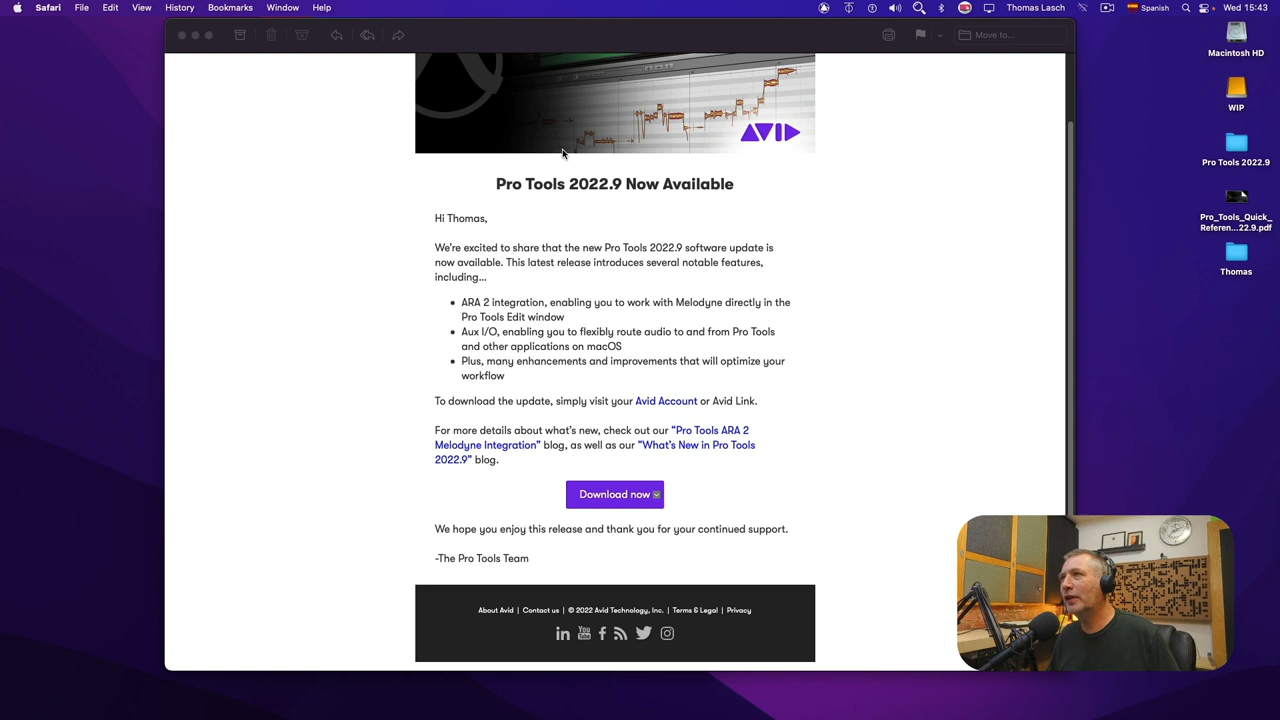 Safari File Edit View History Bookmarks Window Help Thomas Lasch Spanish Wed 15:43
Move to...
Macintosh HD
WIP
Pro Tools 2022.9
Pro_Tools_Quick_
Referen...22.9.pdf
Thomas
AVID
Pro Tools 2022.9 Now Available
Hi Thomas,
We're excited to share that the new Pro Tools 2022.9 software update is
now available. This latest release introduces several notable features,
including...
• ARA 2 integration, enabling you to work with Melodyne directly in the
Pro Tools Edit window
• Aux I/O, enabling you to flexibly route audio to and from Pro Tools
and other applications on macOS
• Plus, many enhancements and improvements that will optimize your
workflow
To download the update, simply visit your Avid Account or Avid Link.
For more details about what's new, check out our "Pro Tools ARA 2
Melodyne Integration" blog, as well as our "What's New in Pro Tools
2022.9" blog.
Download now
We hope you enjoy this release and thank you for your continued support.
-The Pro Tools Team
About Avid | Contact us | © 2022 Avid Technology, Inc. | Terms & Legal | Privacy
in You Tube f